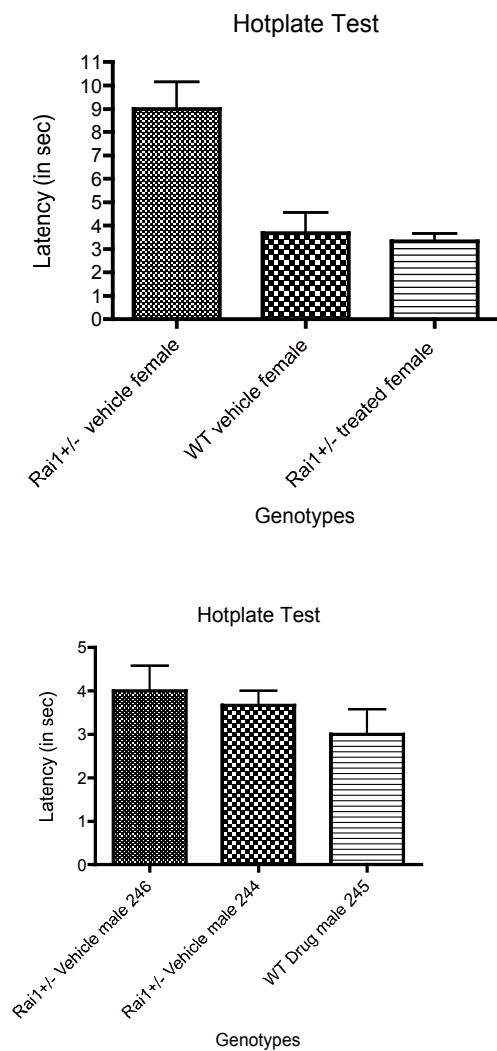 Hotplate Test
11
10
9
8
7
6
5
4
3
2
1
0
Latency (in sec)
Rai1+/-  vehicle female
WT vehicle female
Rai1+/- treated female
Genotypes
Hotplate Test
5
4
3
2
1
0
Latency (in sec)
Rai1+/- Vehicle male 246
Rai1+/- Vehicle male 244
WT Drug male 245
Genotypes